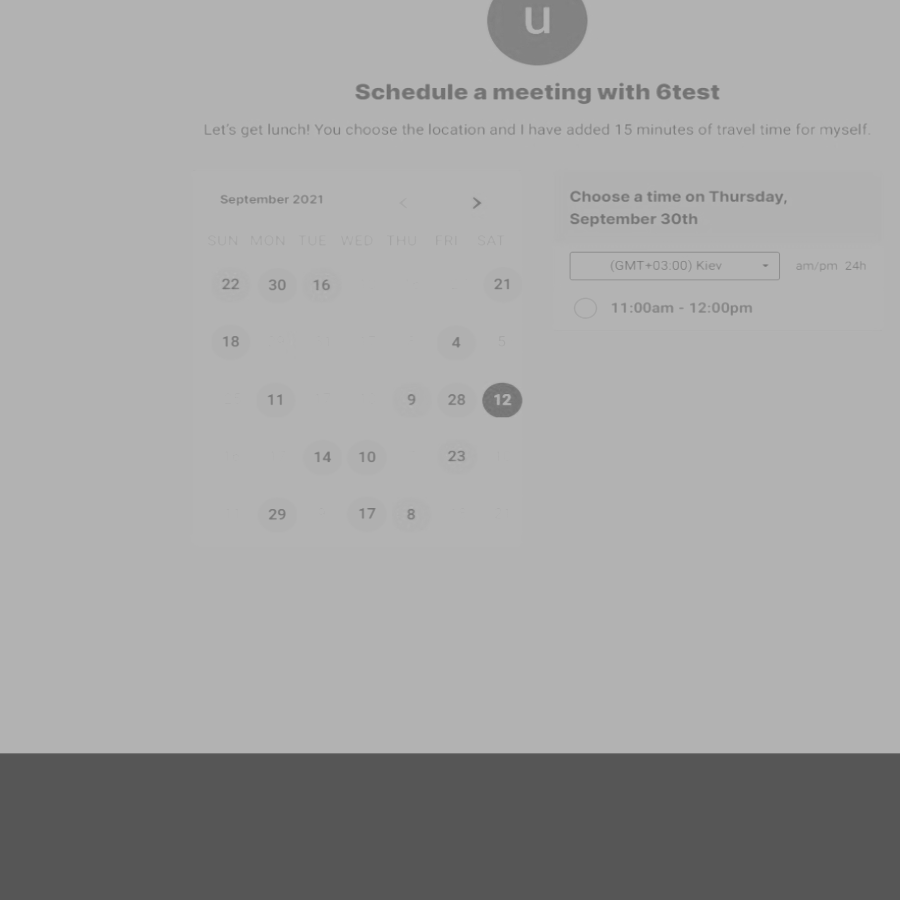 u
Schedule a meeting with 6test
Let's get lunch! You choose the location and I have added 15 minutes of travel time for myself.
September 2021
SUN MON TUE WED THU FRI SAT
22 30 16 21
18 4 5
11 9 28 12
14 10 23
29 17 8
Choose a time on Thursday,
September 30th
(GMT+03:00) Kiev am/pm 24h
11:00am - 12:00pm